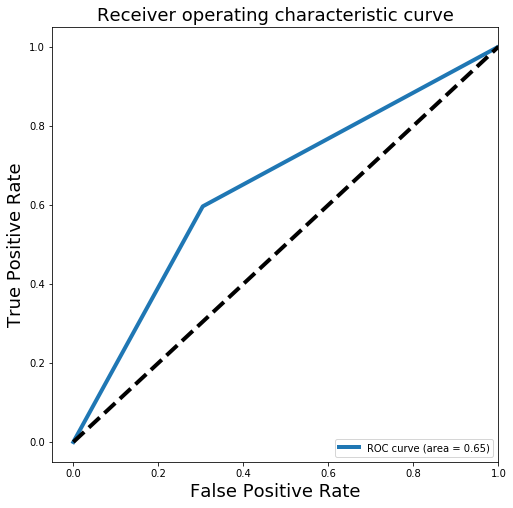 Receiver operating characteristic curve
True Positive Rate
1.0
0.8
0.6
0.4
0.2
0.0
ROC curve (area = 0.65)
0.0 0.2 0.4 0.6 0.8 1.0
False Positive Rate